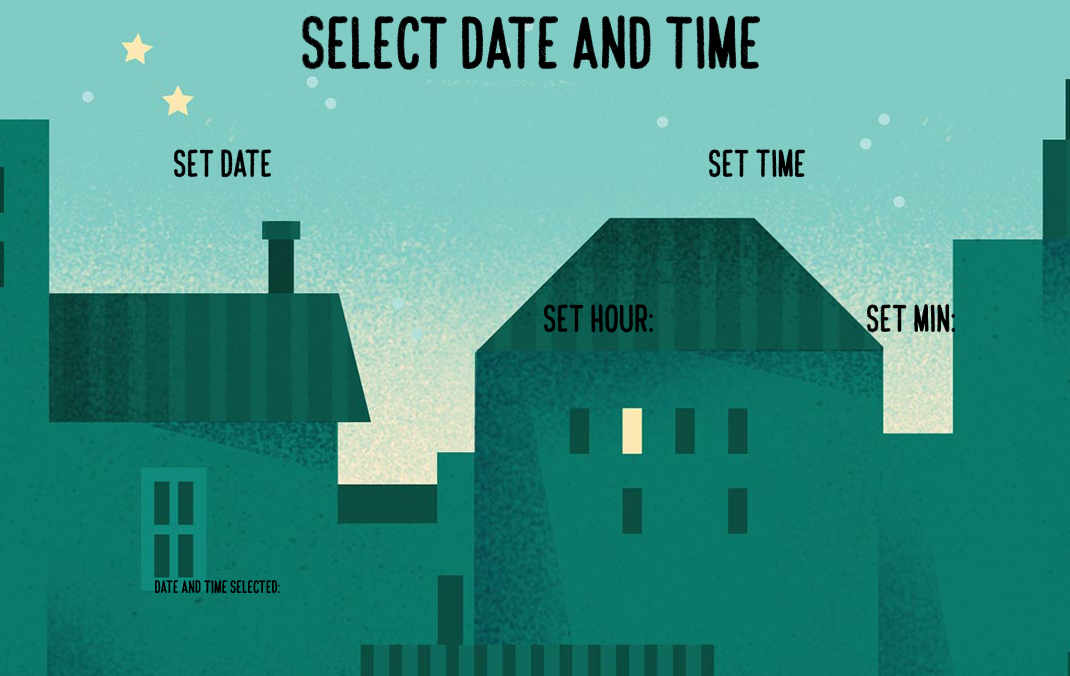 SELECT DATE AND TIME
SET DATE
SET TIME
SET HOUR:
SET MIN:
DATE AND TIME SELECTED: